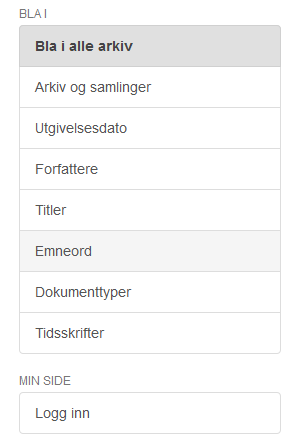 BLA I
Bla i alle arkiv
Arkiv og samlinger
Utgivelsesdato
Forfattere
Titler
Emneord
Dokumenttyper
Tidsskrifter
MIN SIDE
Logg inn